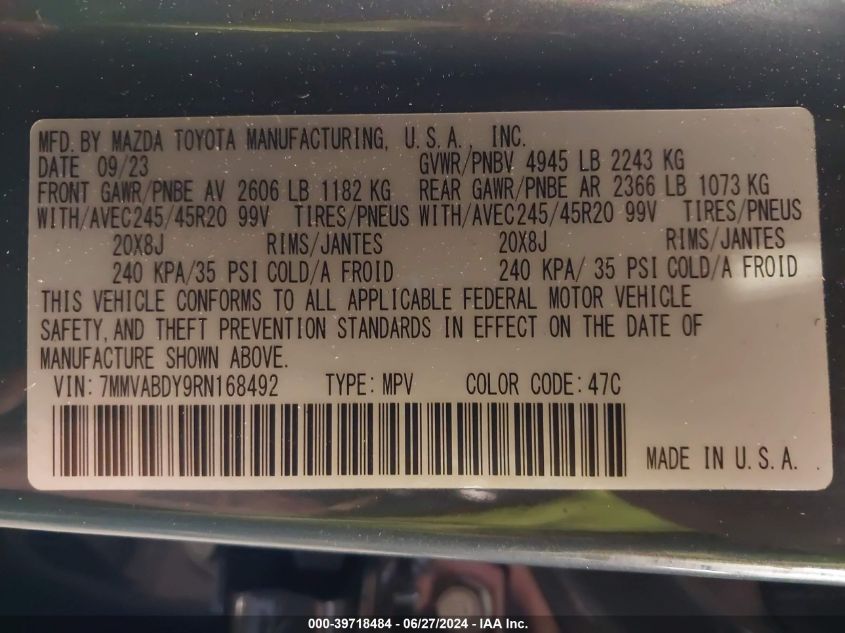 MFD. BY MAZDA TOYOTA MANUFACTURING, U.S.A., INC.
DATE 09/23 GVWR/PNBV 4945 LB 2243 KG
FRONT GAWR/PNBE AV 2606 LB 1182 KG REAR GAWR/PNBE AR 2366 LB 1073 KG
WITH/AVEC245/45R20 99V TIRES/PNEUS WITH/AVEC245/45R20 99V TIRES/PNEUS
20X8J RIMS/JANTES 20X8J RIMS/JANTES
240 KPA/35 PSI COLD/A FROID 240 KPA/ 35 PSI COLD/A FROID
THIS VEHICLE CONFORMS TO ALL APPLICABLE FEDERAL MOTOR VEHICLE
SAFETY, AND THEFT PREVENTION STANDARDS IN EFFECT ON THE DATE OF
MANUFACTURE SHOWN ABOVE.
VIN: 7MMVABDY9RN168492 TYPE: MPV COLOR CODE: 47C
MADE IN U.S.A.
000-39718484 / 06/27/2024 - IAA Inc.